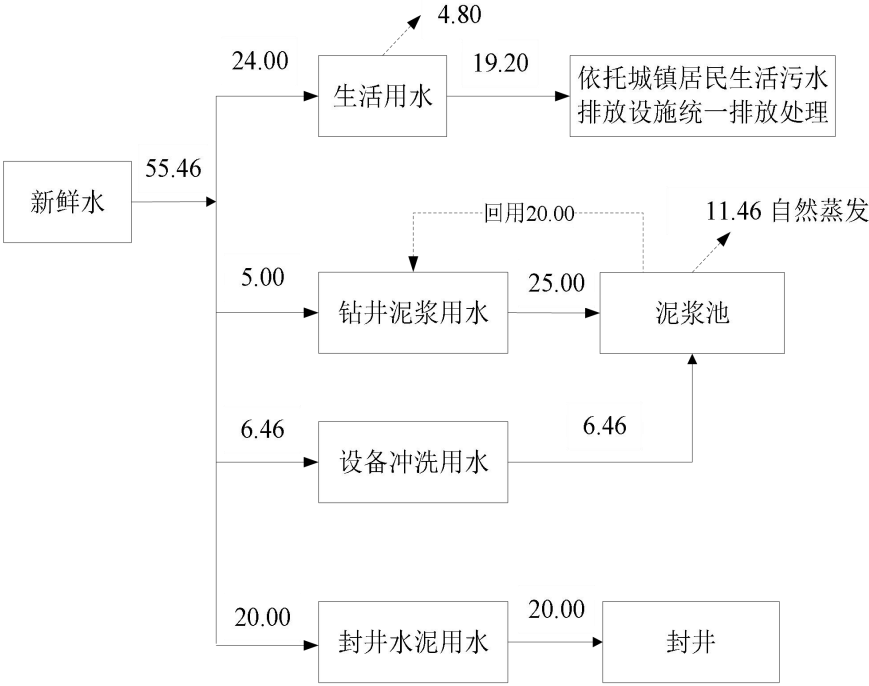 4.80
24.00
19.20
生活用水
依托城镇居民生活污水
排放设施统一排放处理
55.46
新鲜水
回用20.00
11.46 自然蒸发
5.00
25.00
钻井泥浆用水
泥浆池
6.46
6.46
设备冲洗用水
20.00
20.00
封井水泥用水
封井